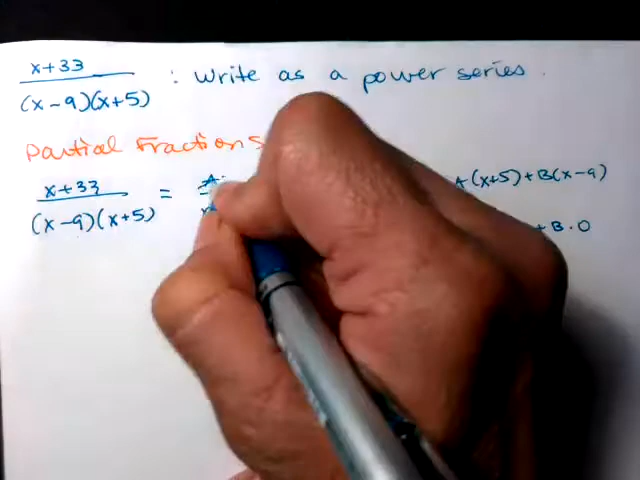 x+33
(x-9)(x+5) : Write as a power series.
Partial Fractions
x+33
(x-9)(x+5) = A
A(x+5) + B(x-9)
+ B.0